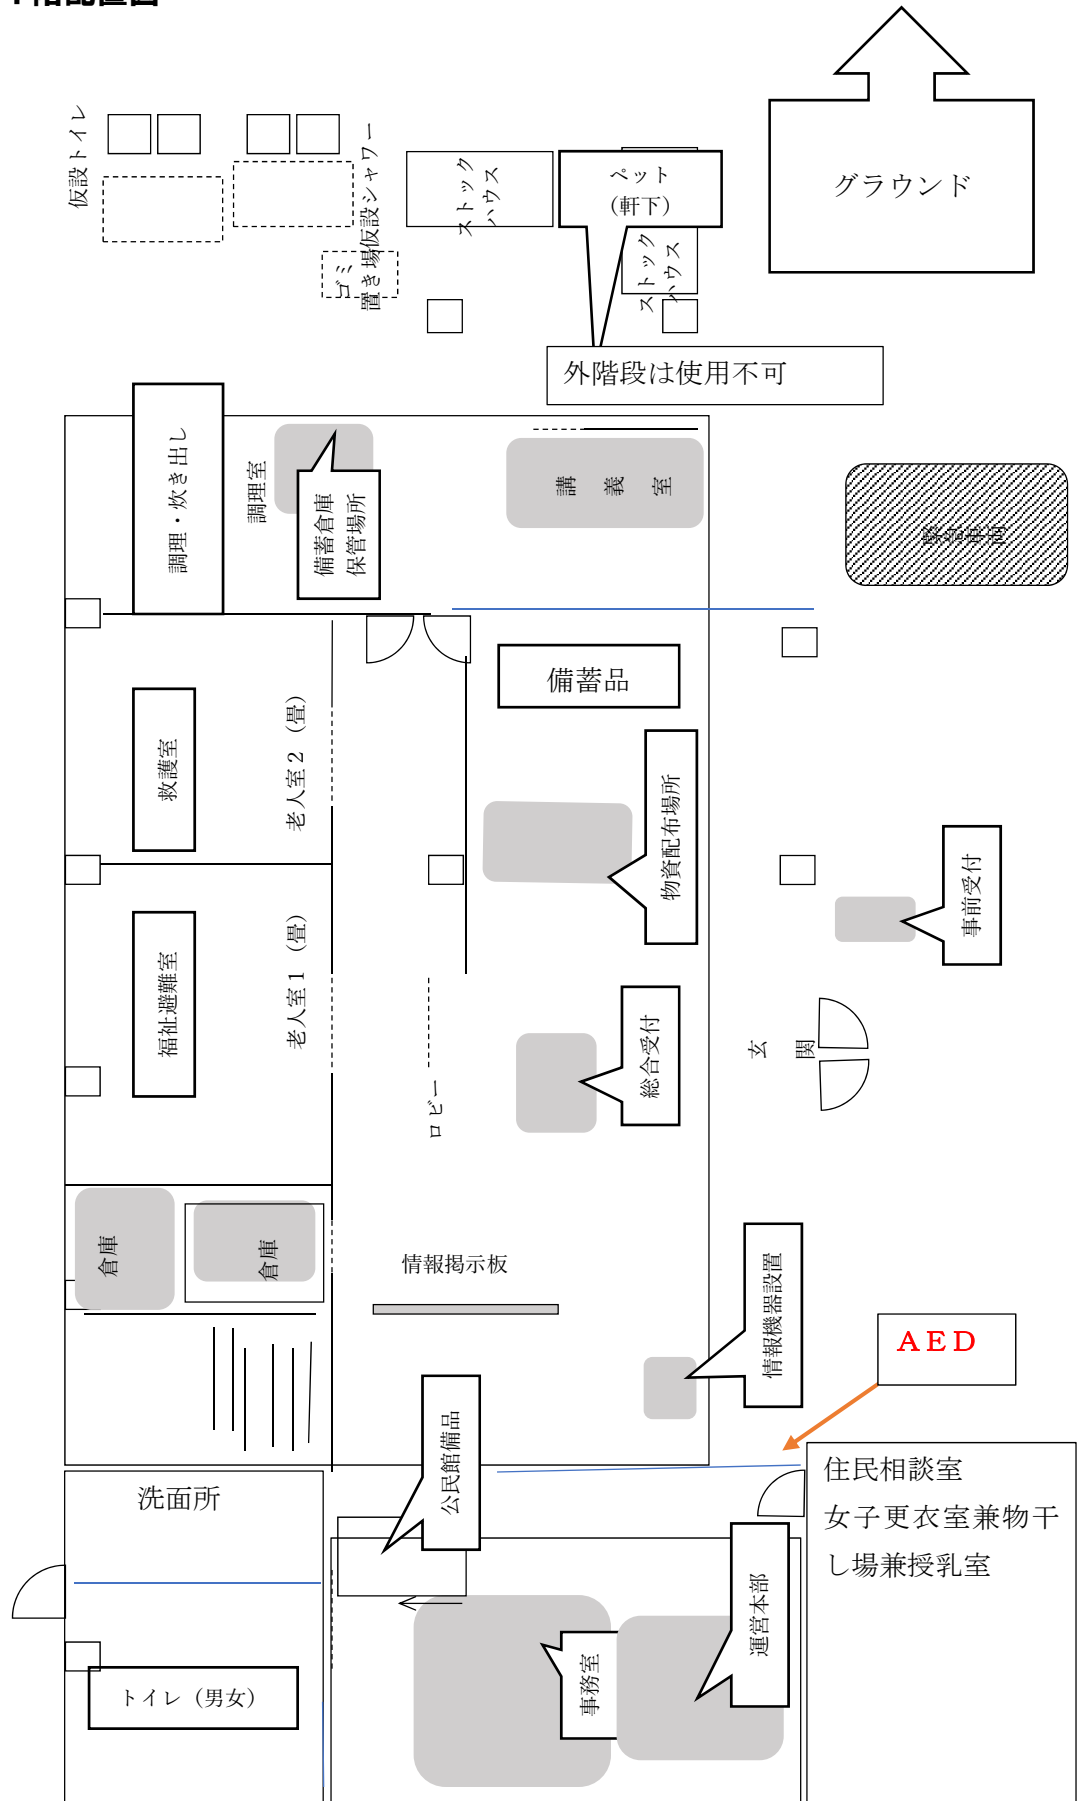 仮設トイレ
仮設シャワー
ゴミ
置き場
ストック
ハウス
ペット
（軒下）
ストック
ハウス
グラウンド
外階段は使用不可
調理・炊き出し
調理室
備蓄倉庫
保管場所
講義室
緊急車両
備蓄品
救護室
老人室２（畳）
物資配布場所
事前受付
福祉避難室
老人室１（畳）
ロビー
総合受付
玄関
倉庫
倉庫
情報掲示板
情報機器設置
ＡＥＤ
公民館備品
洗面所
住民相談室
女子更衣室兼物干
し場兼授乳室
運営本部
事務室
トイレ（男女）